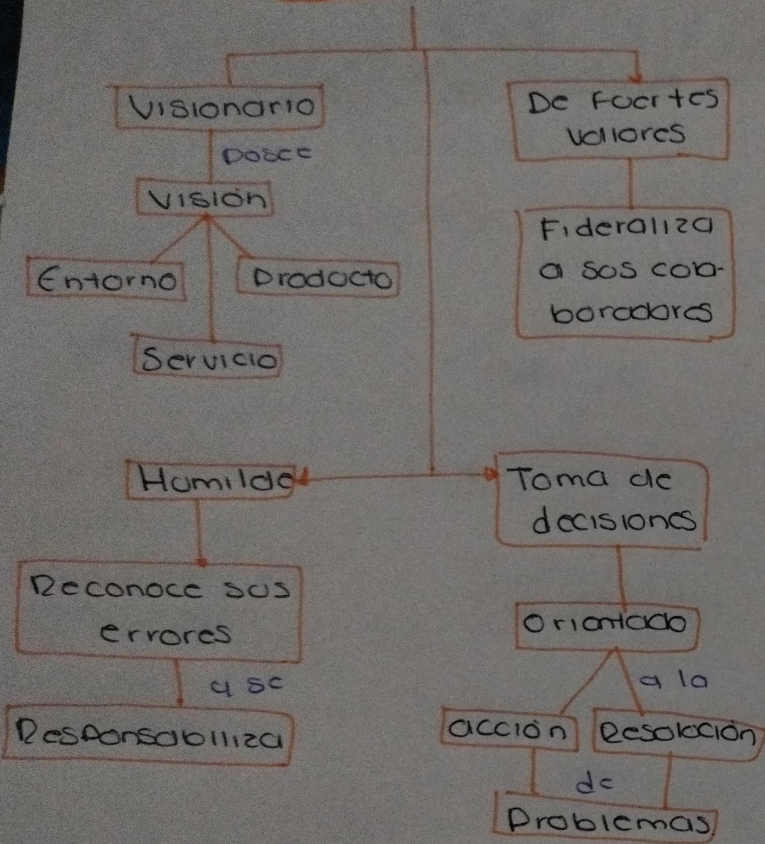 Visionario
Posee
Visión
Entorno
Producto
Servicio
De Fuertes
Valores
Fideraliza
a sus cola-
boradores
Humilde
Reconoce sus
errores
y se
Responsabiliza
Toma de
decisiones
Orientado
a la
acción
Resolución
de
Problemas